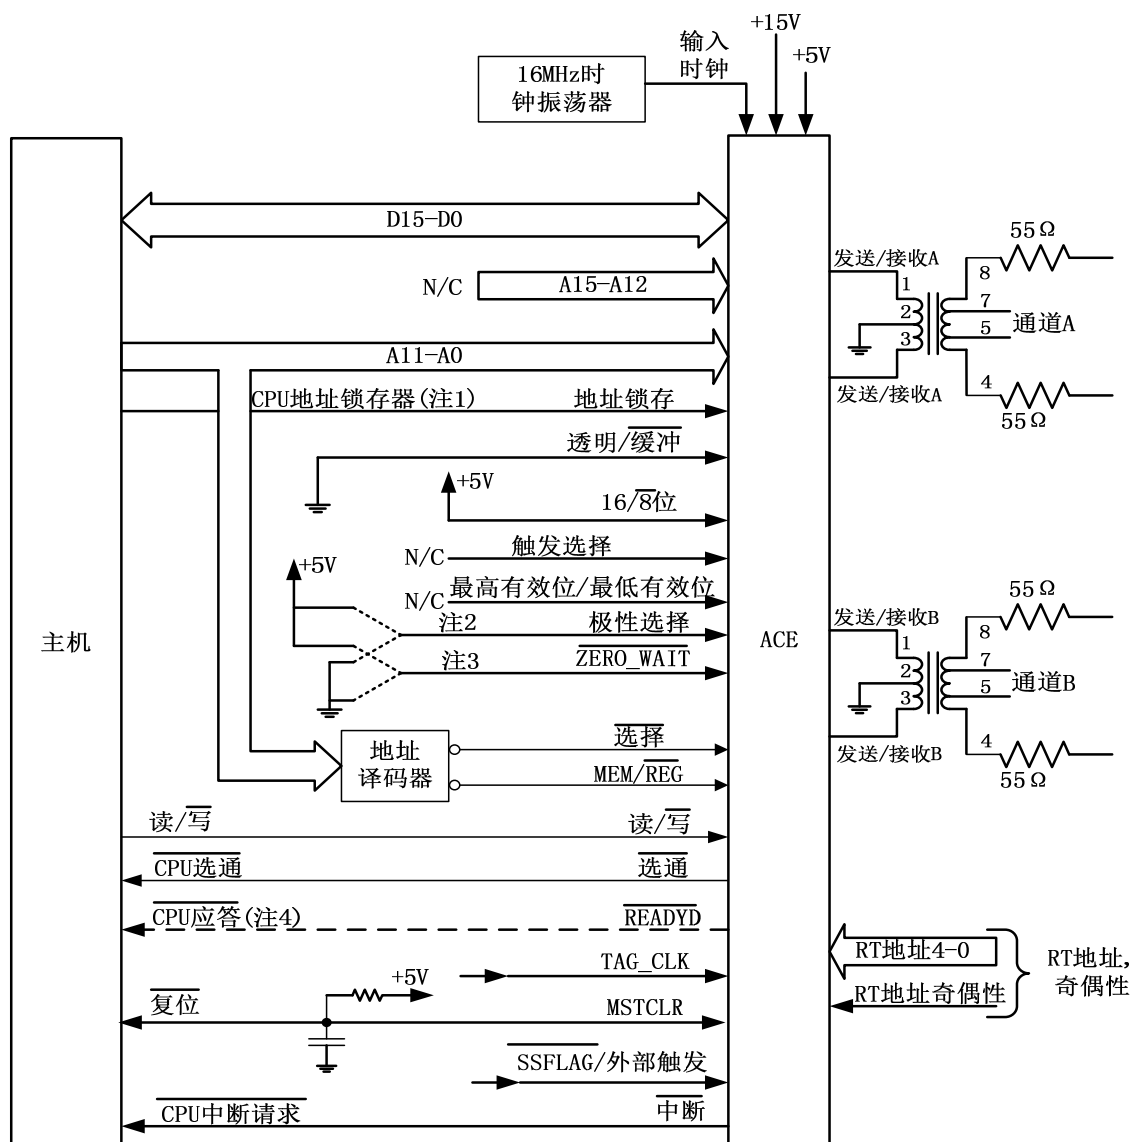 +15V
输入
时钟
+5V
16MHz时
钟振荡器
D15-D0
N/C
A15-A12
A11-A0
CPU地址锁存器(注1)
地址锁存
透明/缓冲
+5V
16/8位
N/C
触发选择
+5V
N/C
最高有效位/最低有效位
注2
极性选择
注3
ZERO_WAIT
主机
ACE
地址
译码器
选择
MEM/REG
读/写
读/写
CPU选通
选通
CPU应答(注4)
READYD
TAG_CLK
+5V
复位
MSTCLR
SSFLAG/外部触发
CPU中断请求
中断
发送/接收A
1
2
3
8
7
5
4
55Ω
通道A
发送/接收A
55Ω
发送/接收B
1
2
3
8
7
5
4
55Ω
通道B
发送/接收B
55Ω
RT地址4-0
RT地址奇偶性
RT地址,
奇偶性